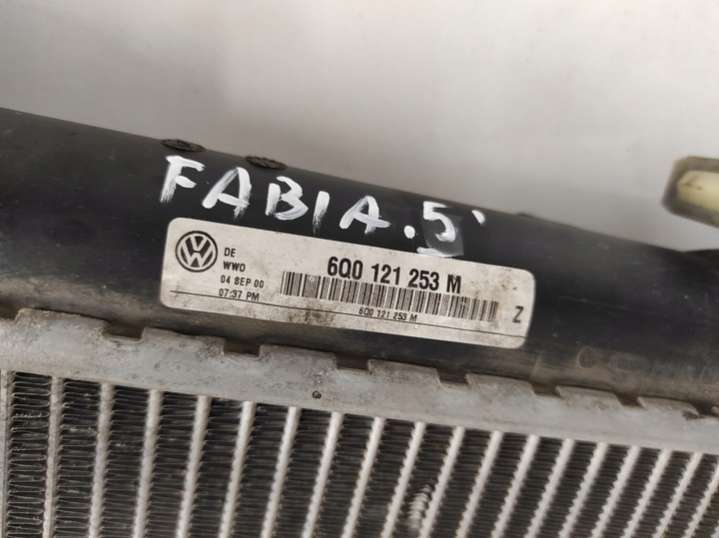 FABIA.5'
DE
WWO
04 SEP 00
07:37 PM
6Q0 121 253 M
6Q0 121 253 M
Z